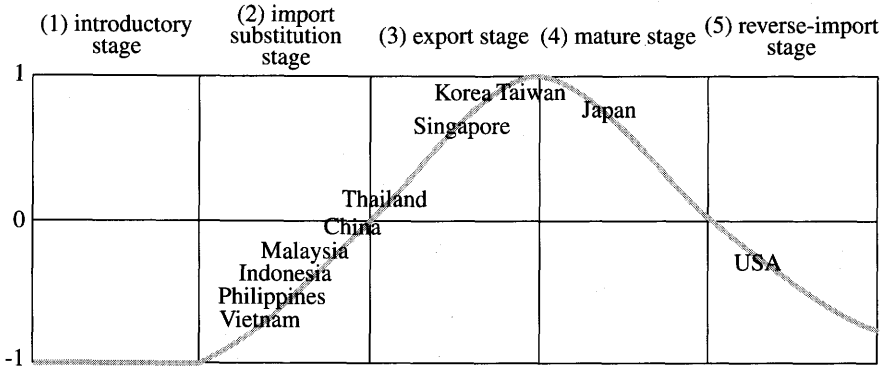 (1) introductory
stage
(2) import
substitution
stage
(3) export stage
(4) mature stage
(5) reverse-import
stage
1
0
-1
Korea Taiwan
Japan
Singapore
Thailand
China
Malaysia
Indonesia
Philippines
Vietnam
USA